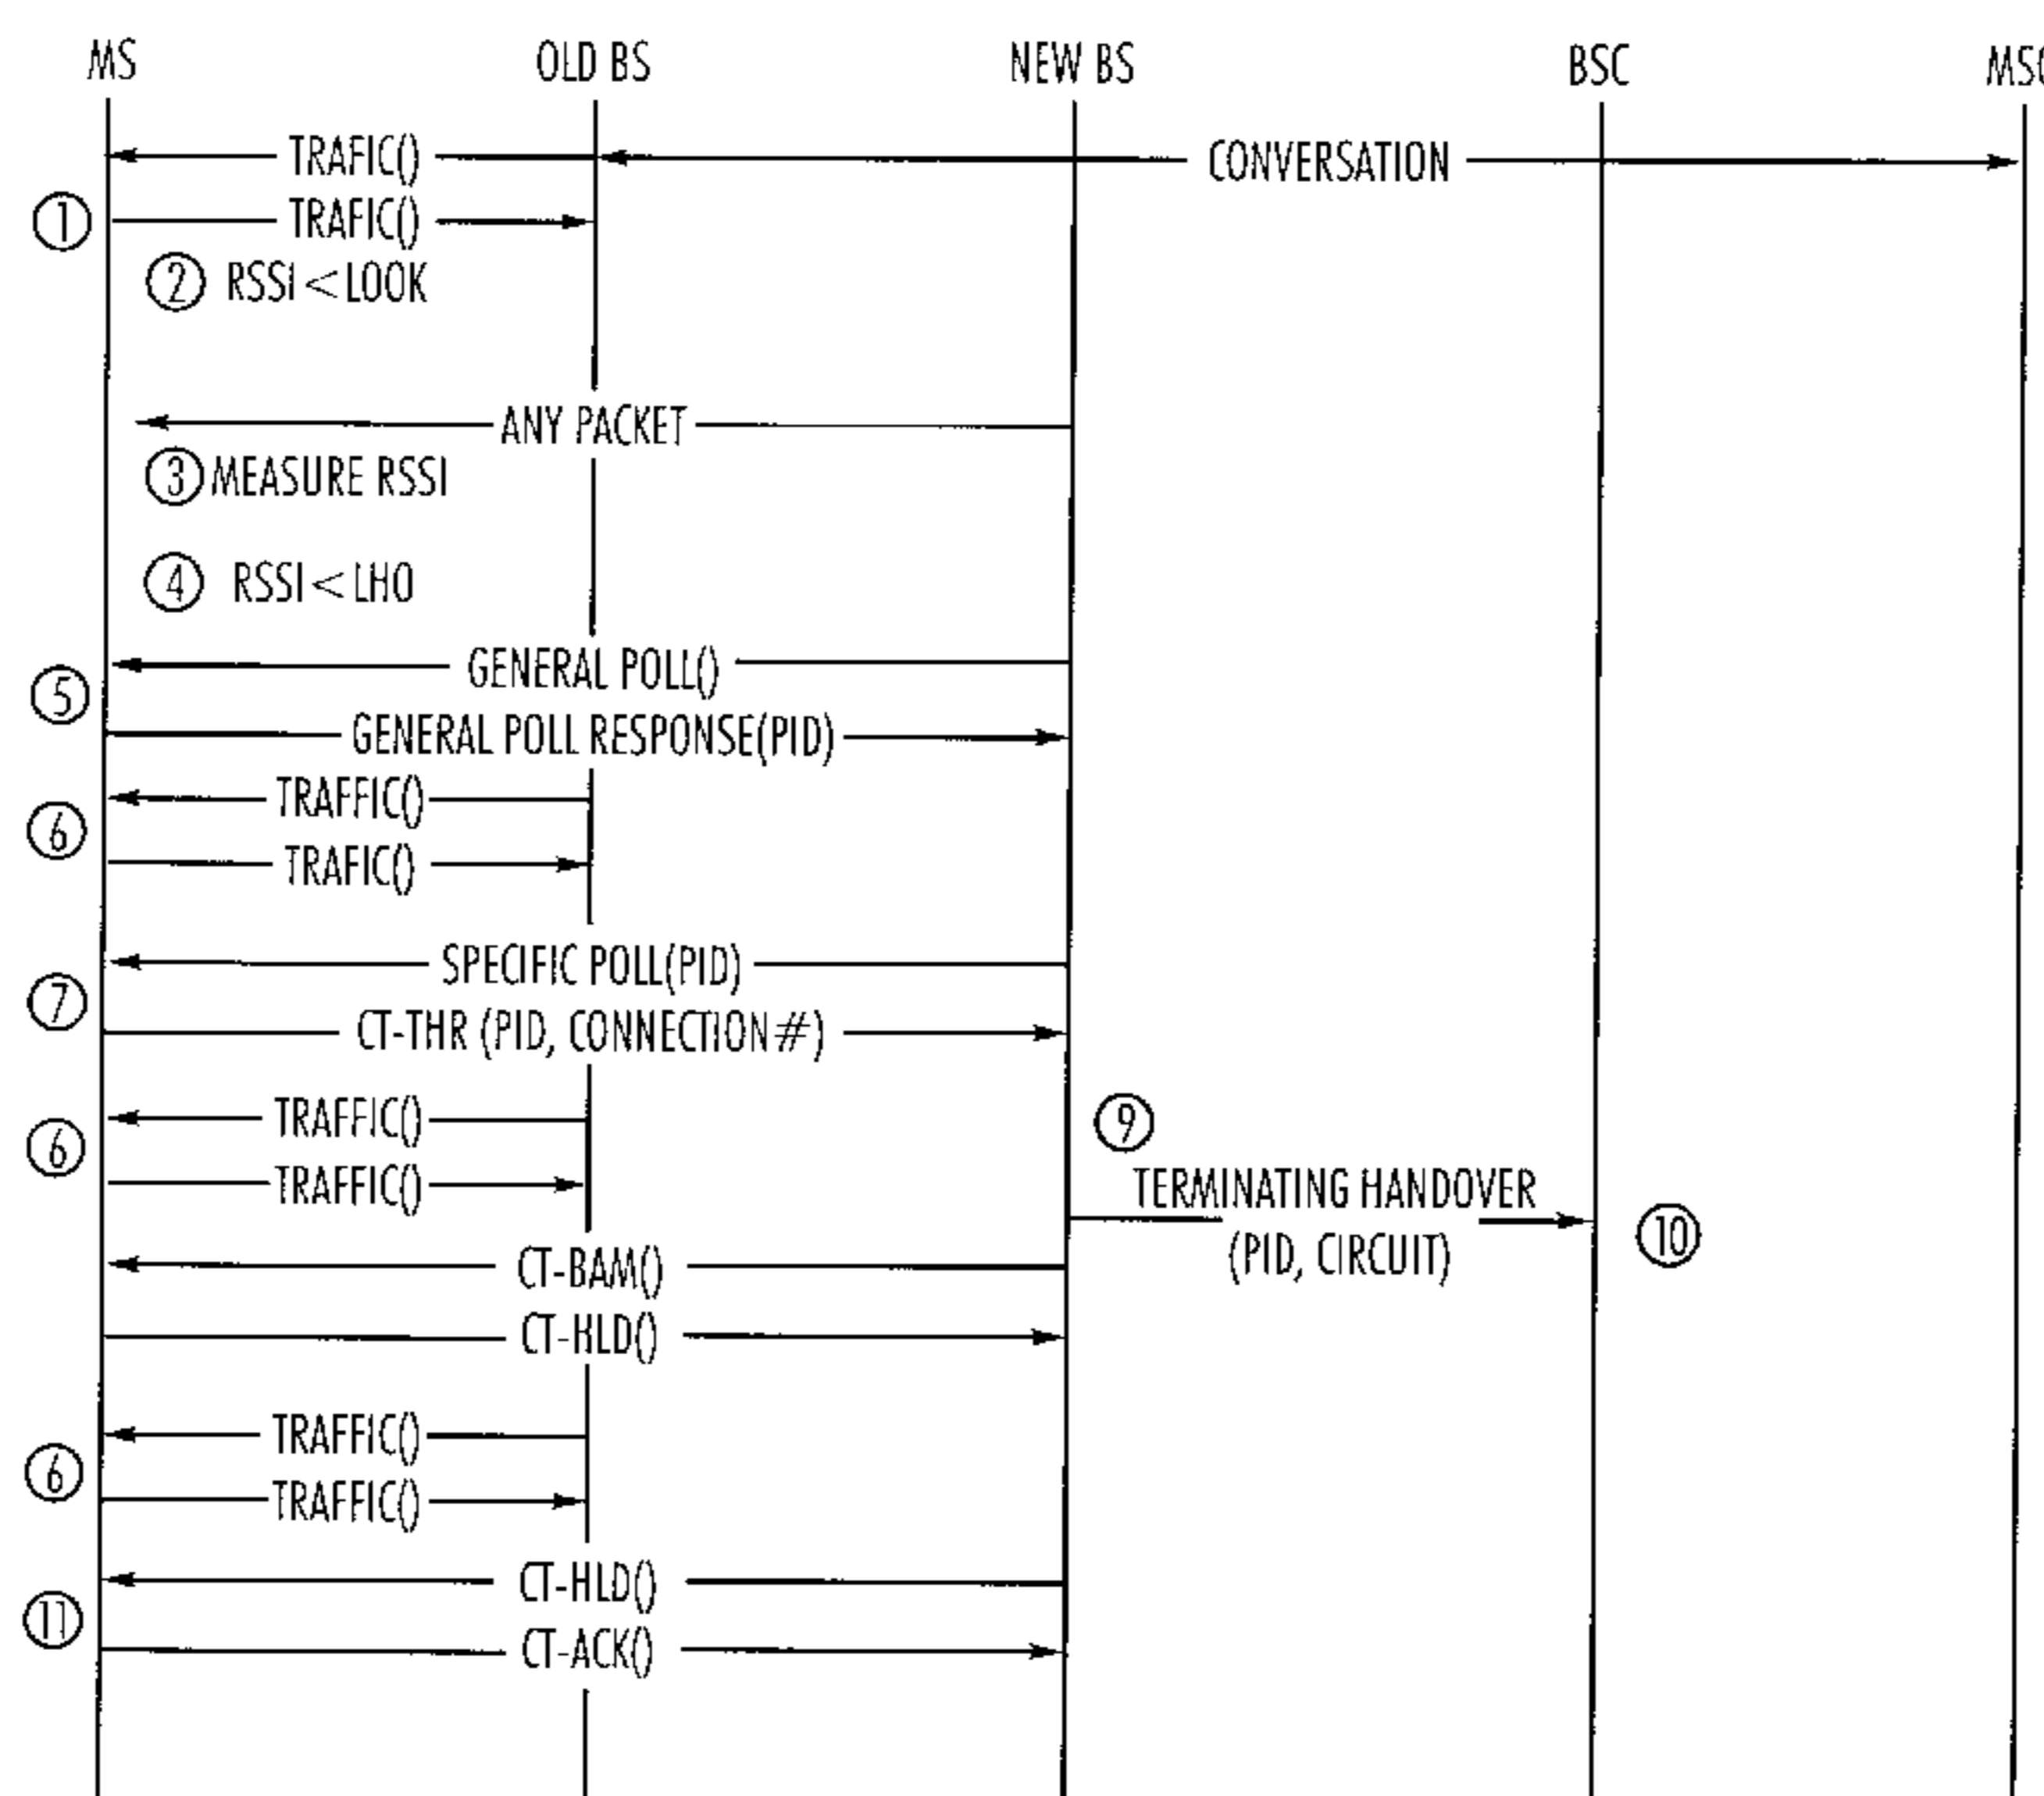 MS OLD BS NEW BS BSC MSC
TRAFIC() CONVERSATION
① TRAFIC()
② RSSI<LOOK
ANY PACKET
③ MEASURE RSSI
④ RSSI<LHO
GENERAL POLL()
⑤
GENERAL POLL RESPONSE(PID)
TRAFFIC()
⑥
TRAFIC()
SPECIFIC POLL(PID)
⑦
CT-THR (PID, CONNECTION#)
TRAFFIC() ⑨
⑥
TRAFFIC() TERMINATING HANDOVER
(PID, CIRCUIT) ⑩
CT-BAM()
CT-HLD()
TRAFFIC()
⑥
TRAFFIC()
CT-HLD()
⑪
CT-ACK()